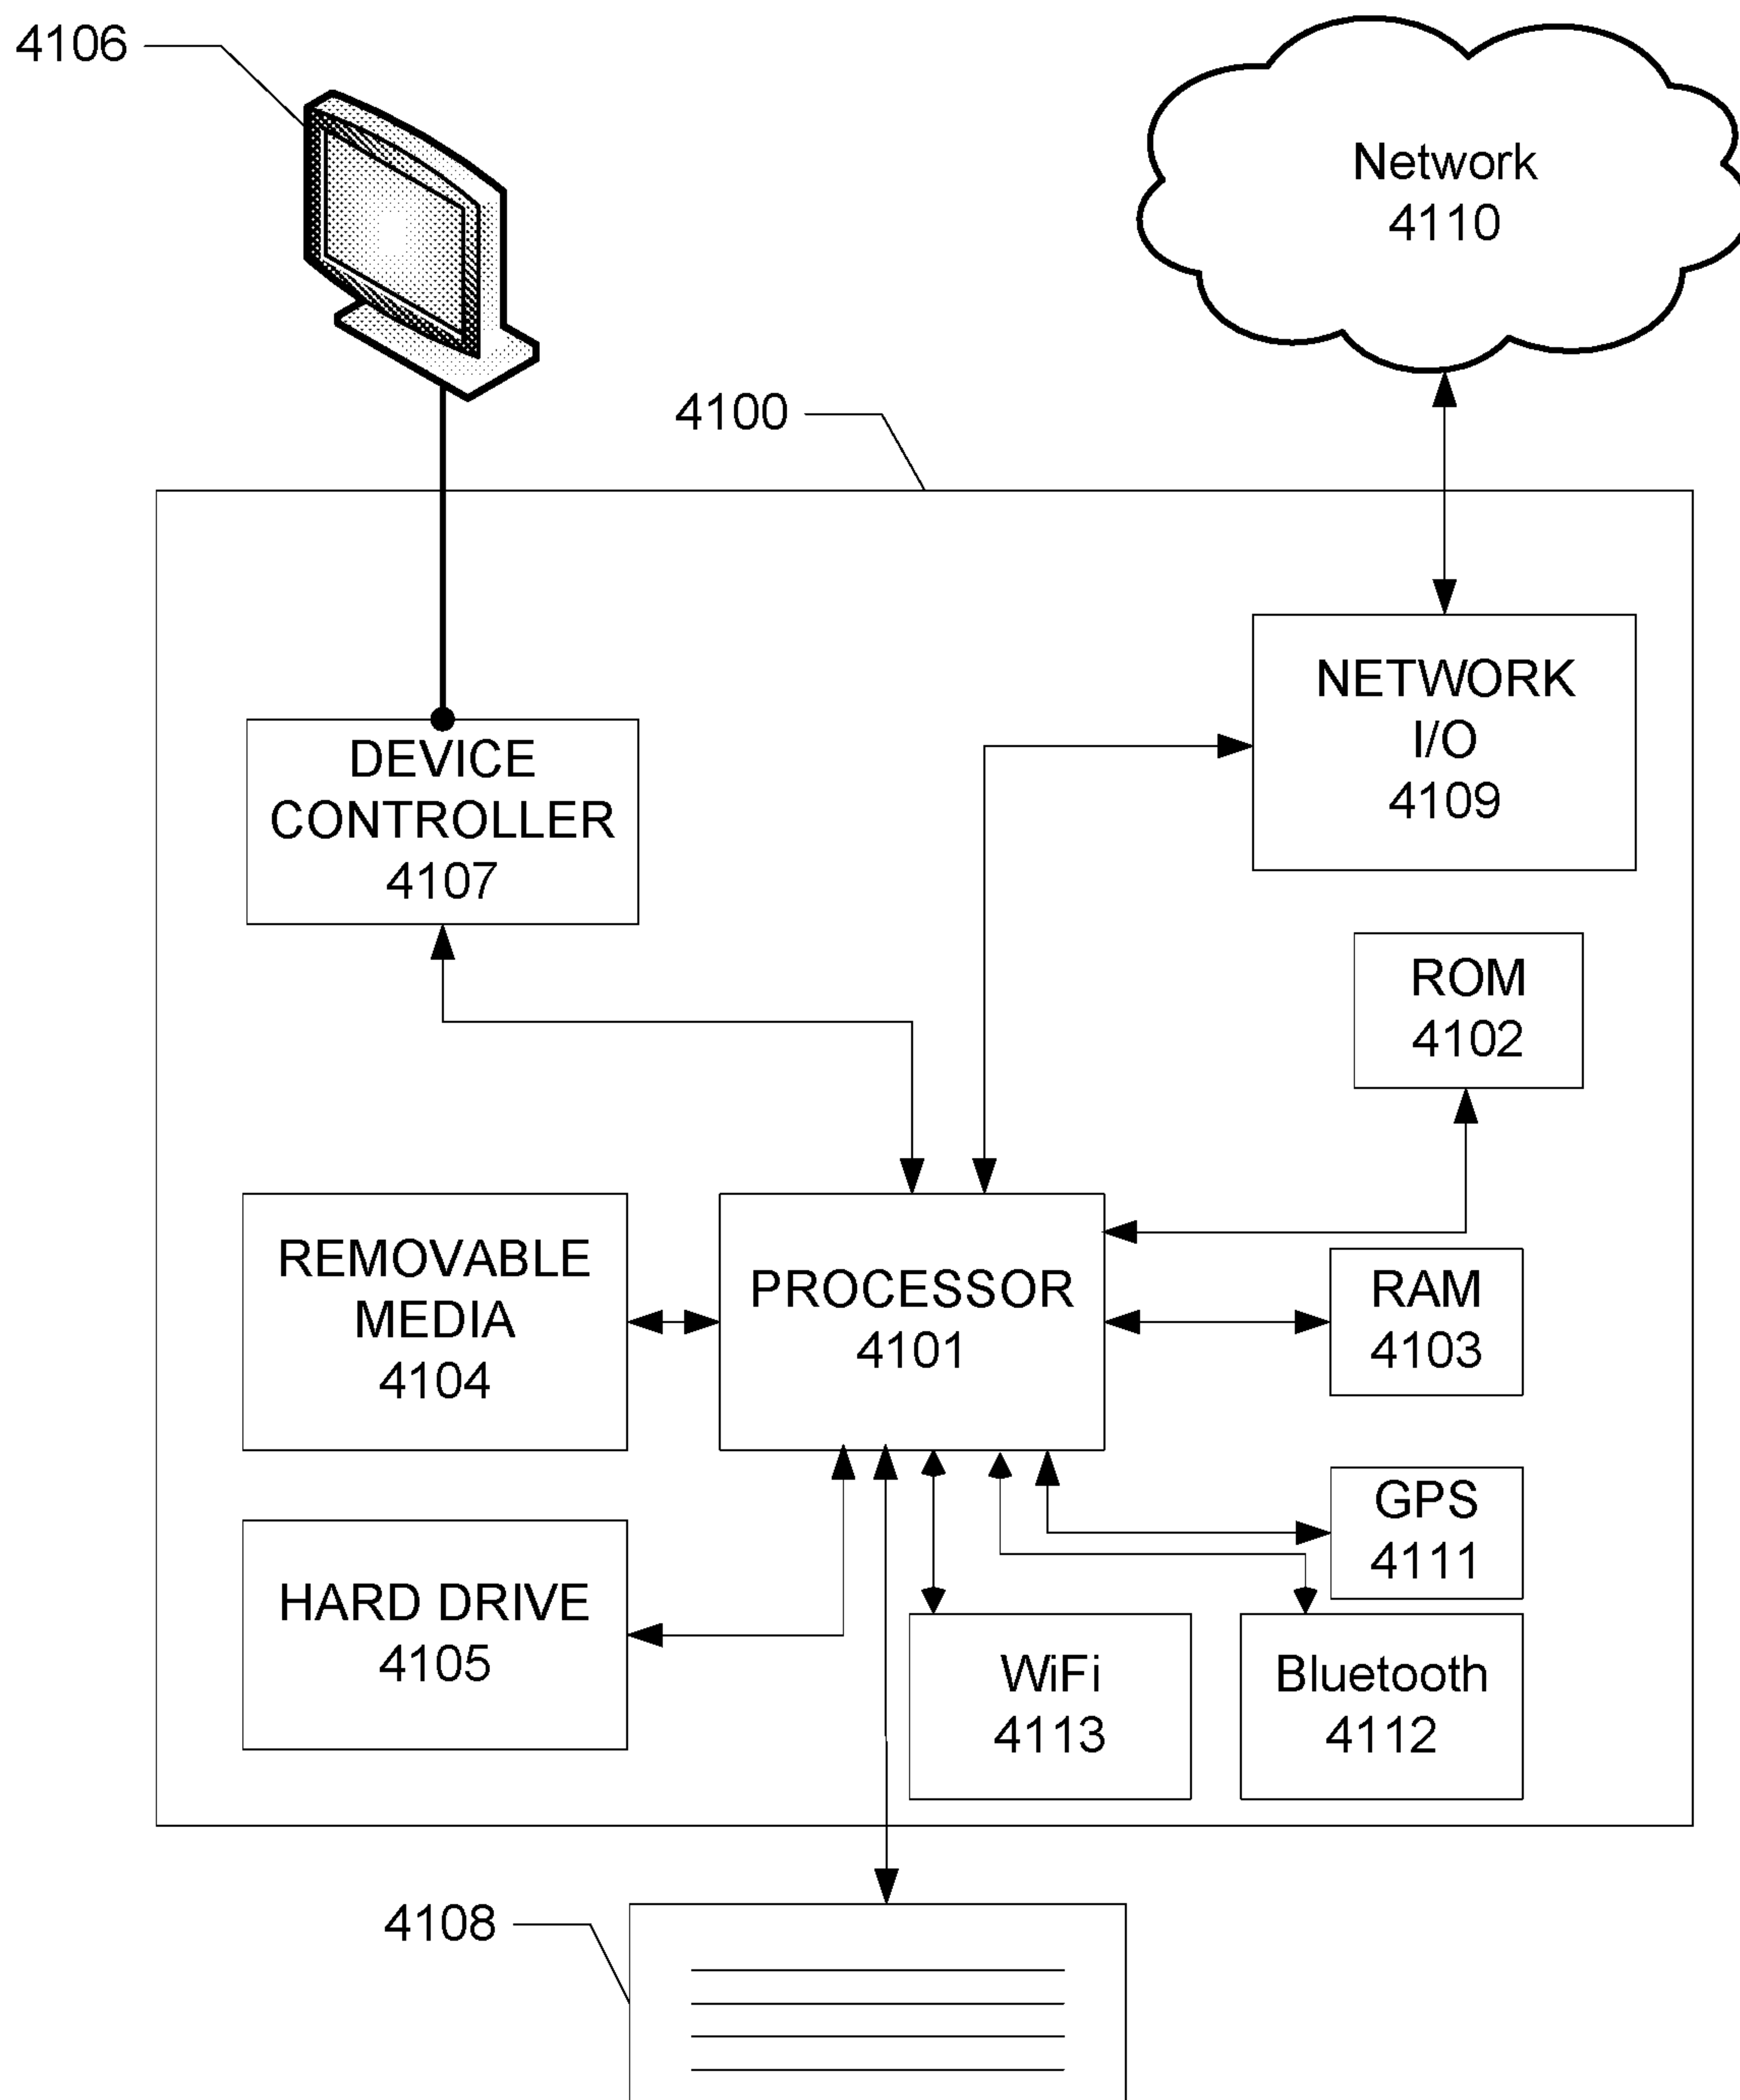 4106
Network
4110
4100
NETWORK
I/O
4109
DEVICE
CONTROLLER
4107
ROM
4102
REMOVABLE
MEDIA
4104
PROCESSOR
4101
RAM
4103
GPS
4111
HARD DRIVE
4105
WiFi
4113
Bluetooth
4112
4108